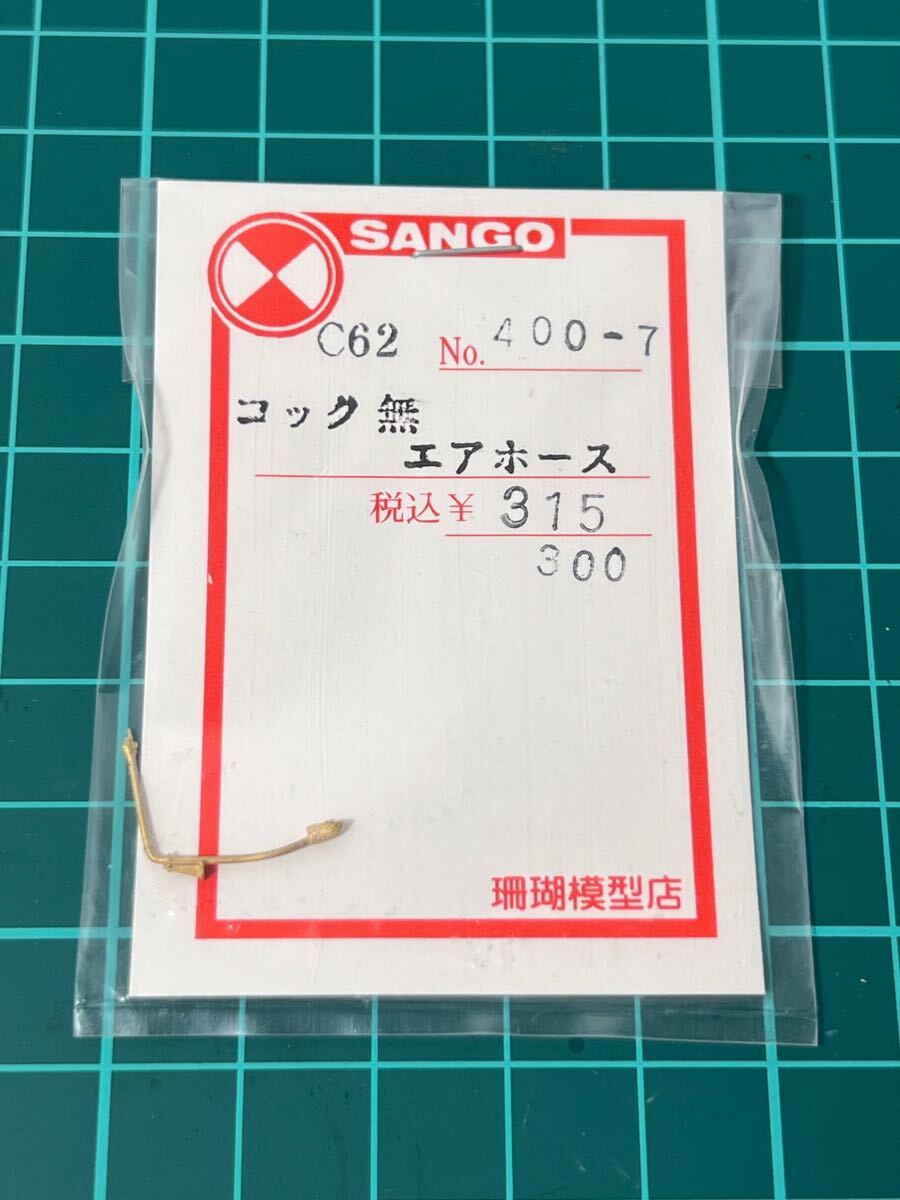 SANGO
C62 No. 400-7
コック無
エアホース
税込¥ 315
300
珊瑚模型店